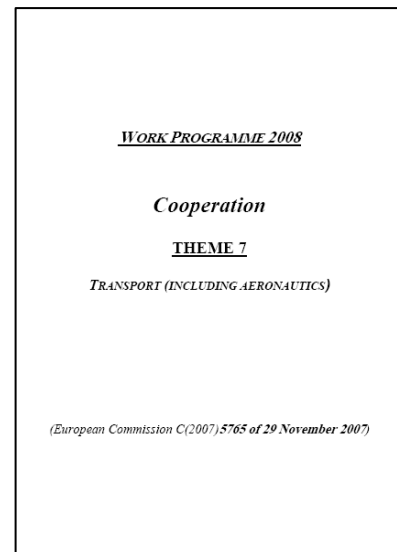 WORK PROGRAMME 2008
Cooperation
THEME 7
TRANSPORT (INCLUDING AERONAUTICS)
(European Commission C(2007)5765 of 29 November 2007)